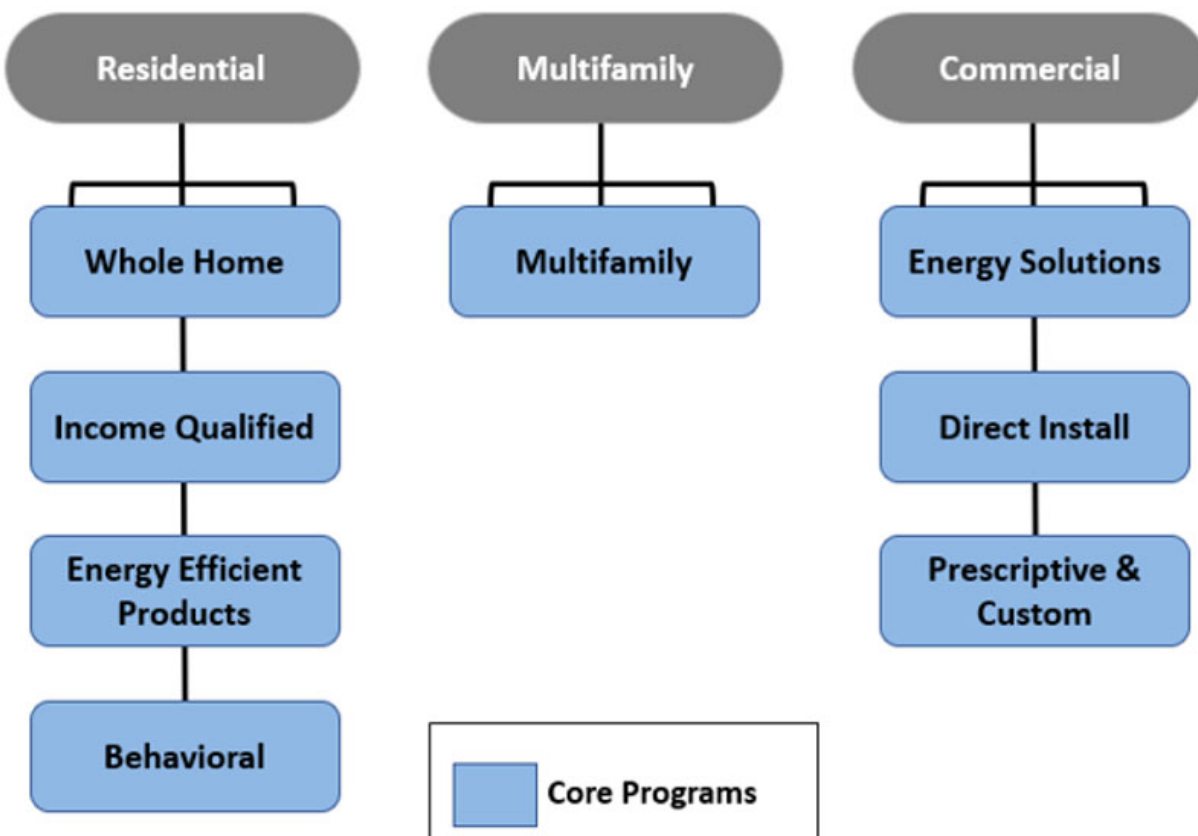 Residential
Multifamily
Commercial
Whole Home
Multifamily
Energy Solutions
Income Qualified
Direct Install
Energy Efficient
Products
Prescriptive &
Custom
Behavioral
Core Programs